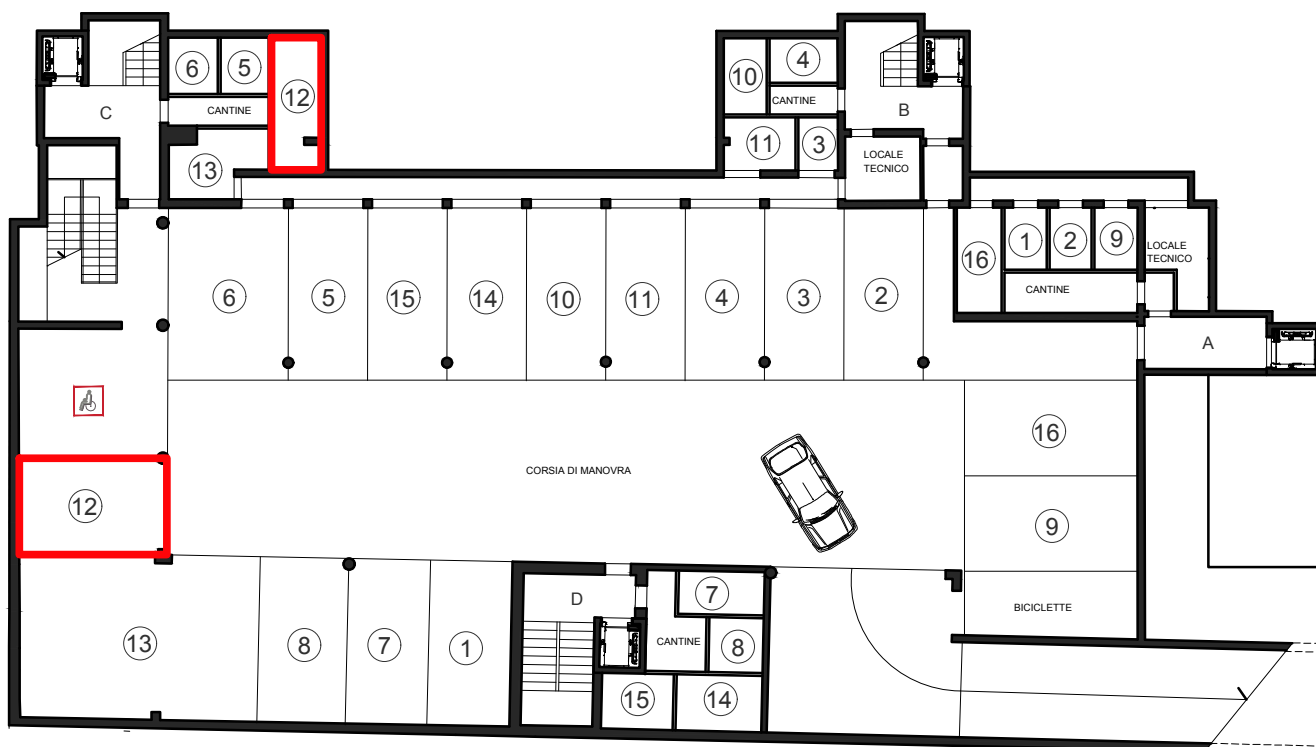 6
5
12
C
CANTINE
13
10
4
CANTINE
11
3
B
LOCALE
TECNICO
16
1
2
9
CANTINE
LOCALE
TECNICO
A
6
5
15
14
10
11
4
3
2
16
CORSIA DI MANOVRA
12
9
BICICLETTE
13
8
7
1
D
7
CANTINE
8
15
14